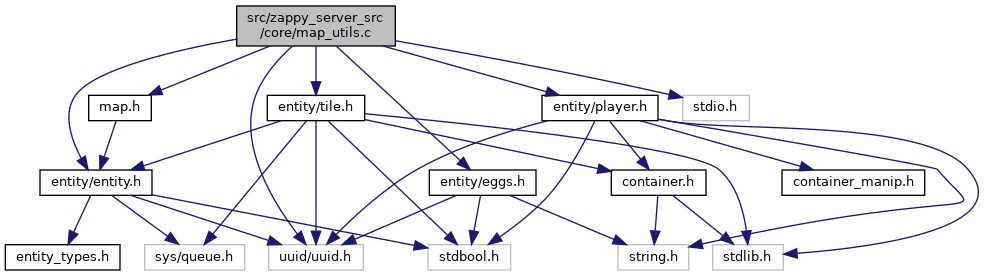 src/zappy_server_src
/core/map_utils.c
map.h
entity/tile.h
entity/player.h
stdio.h
entity/entity.h
entity/eggs.h
container.h
container_manip.h
entity_types.h
sys/queue.h
uuid/uuid.h
stdbool.h
string.h
stdlib.h